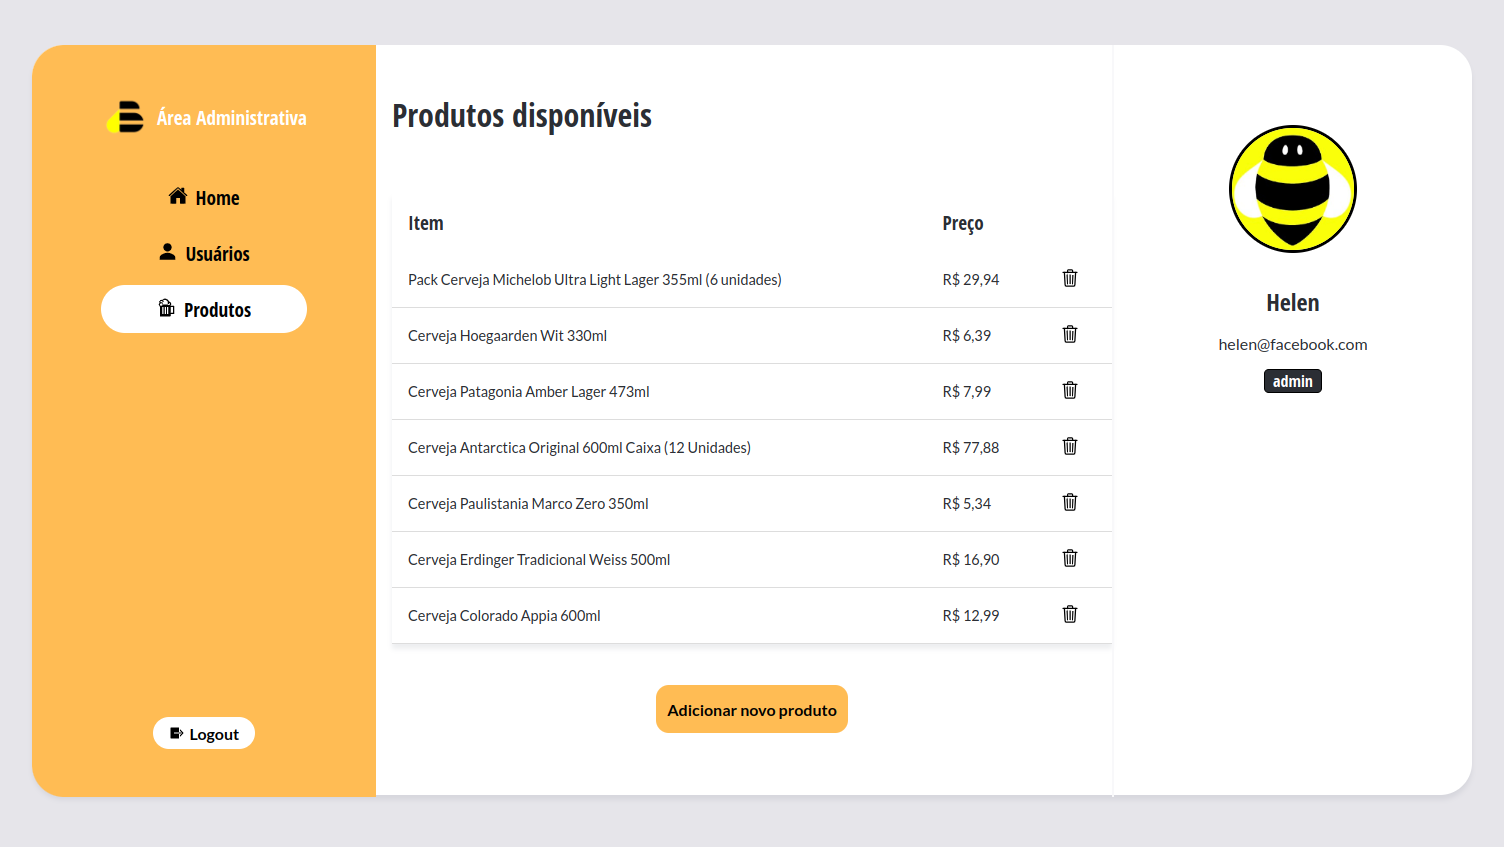 Área Administrativa
Home
Usuários
Produtos
Logout
Produtos disponíveis
Item Preço
Pack Cerveja Michelob Ultra Light Lager 355ml (6 unidades) R$ 29,94
Cerveja Hoegaarden Wit 330ml R$ 6,39
Cerveja Patagonia Amber Lager 473ml R$ 7,99
Cerveja Antarctica Original 600ml Caixa (12 Unidades) R$ 77,88
Cerveja Paulistania Marco Zero 350ml R$ 5,34
Cerveja Erdinger Tradicional Weiss 500ml R$ 16,90
Cerveja Colorado Appia 600ml R$ 12,99
Adicionar novo produto
Helen
helen@facebook.com
admin